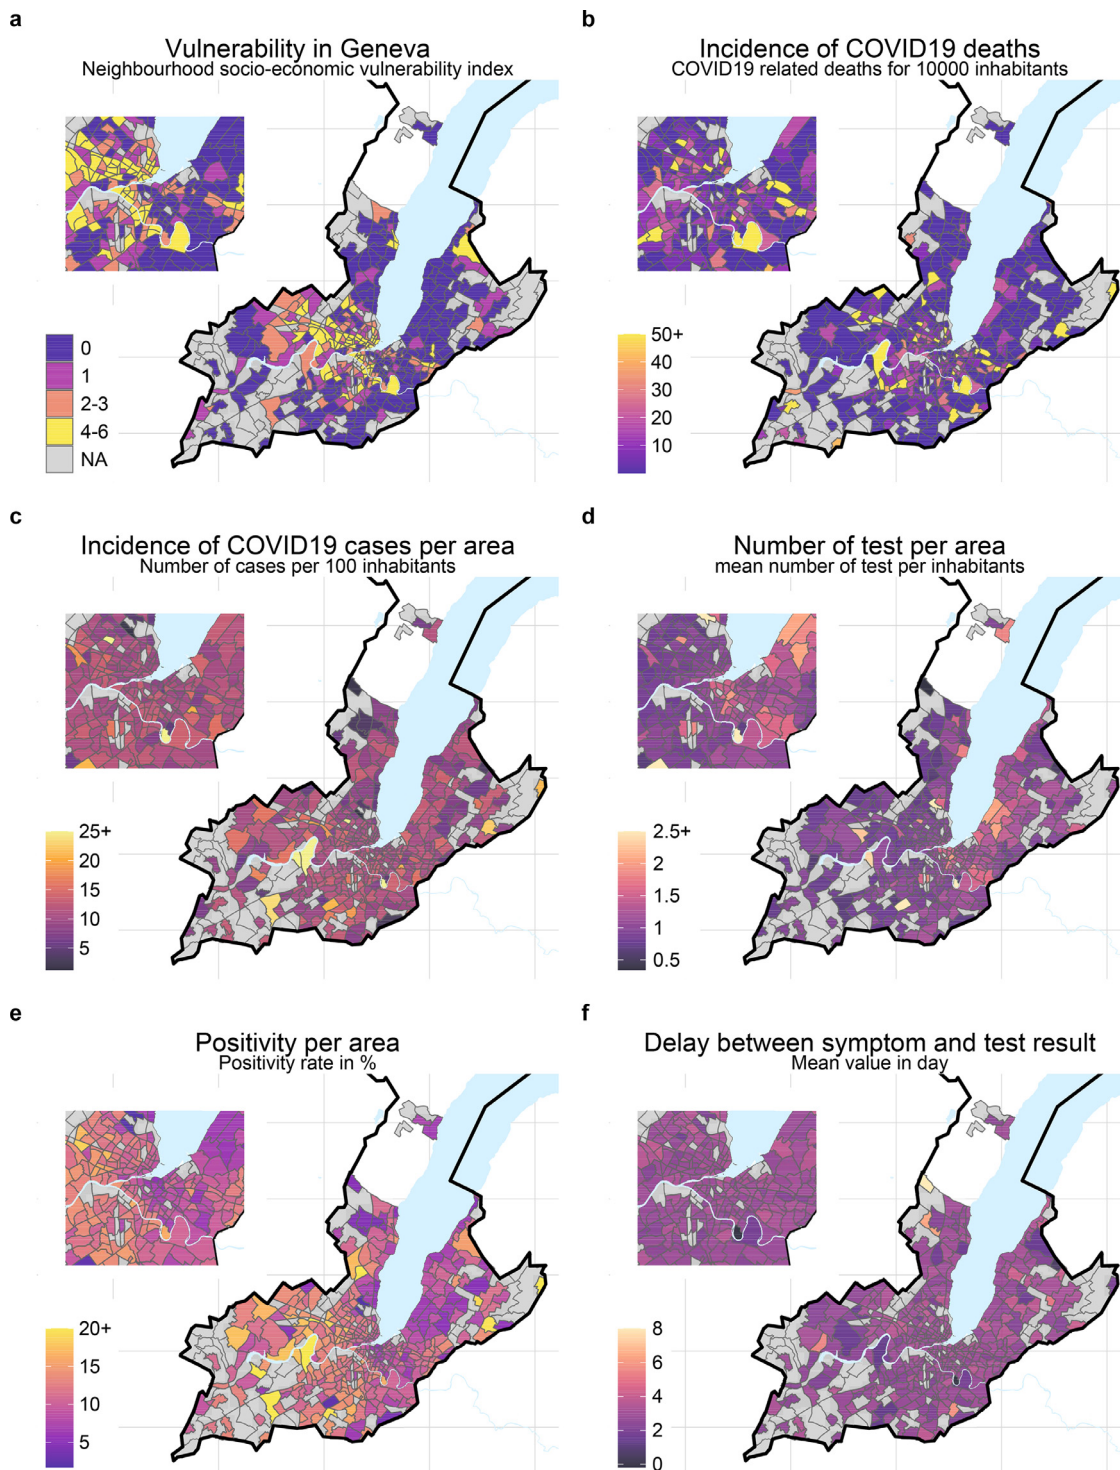 a
Vulnerability in Geneva
Neighbourhood socio-economic vulnerability index
0
1
2-3
4-6
NA
b
Incidence of COVID19 deaths
COVID19 related deaths for 10000 inhabitants
50+
40
30
20
10
c
Incidence of COVID19 cases per area
Number of cases per 100 inhabitants
25+
20
15
10
5
d
Number of test per area
mean number of test per inhabitants
2.5+
2
1.5
1
0.5
e
Positivity per area
Positivity rate in %
20+
15
10
5
f
Delay between symptom and test result
Mean value in day
8
6
4
2
0